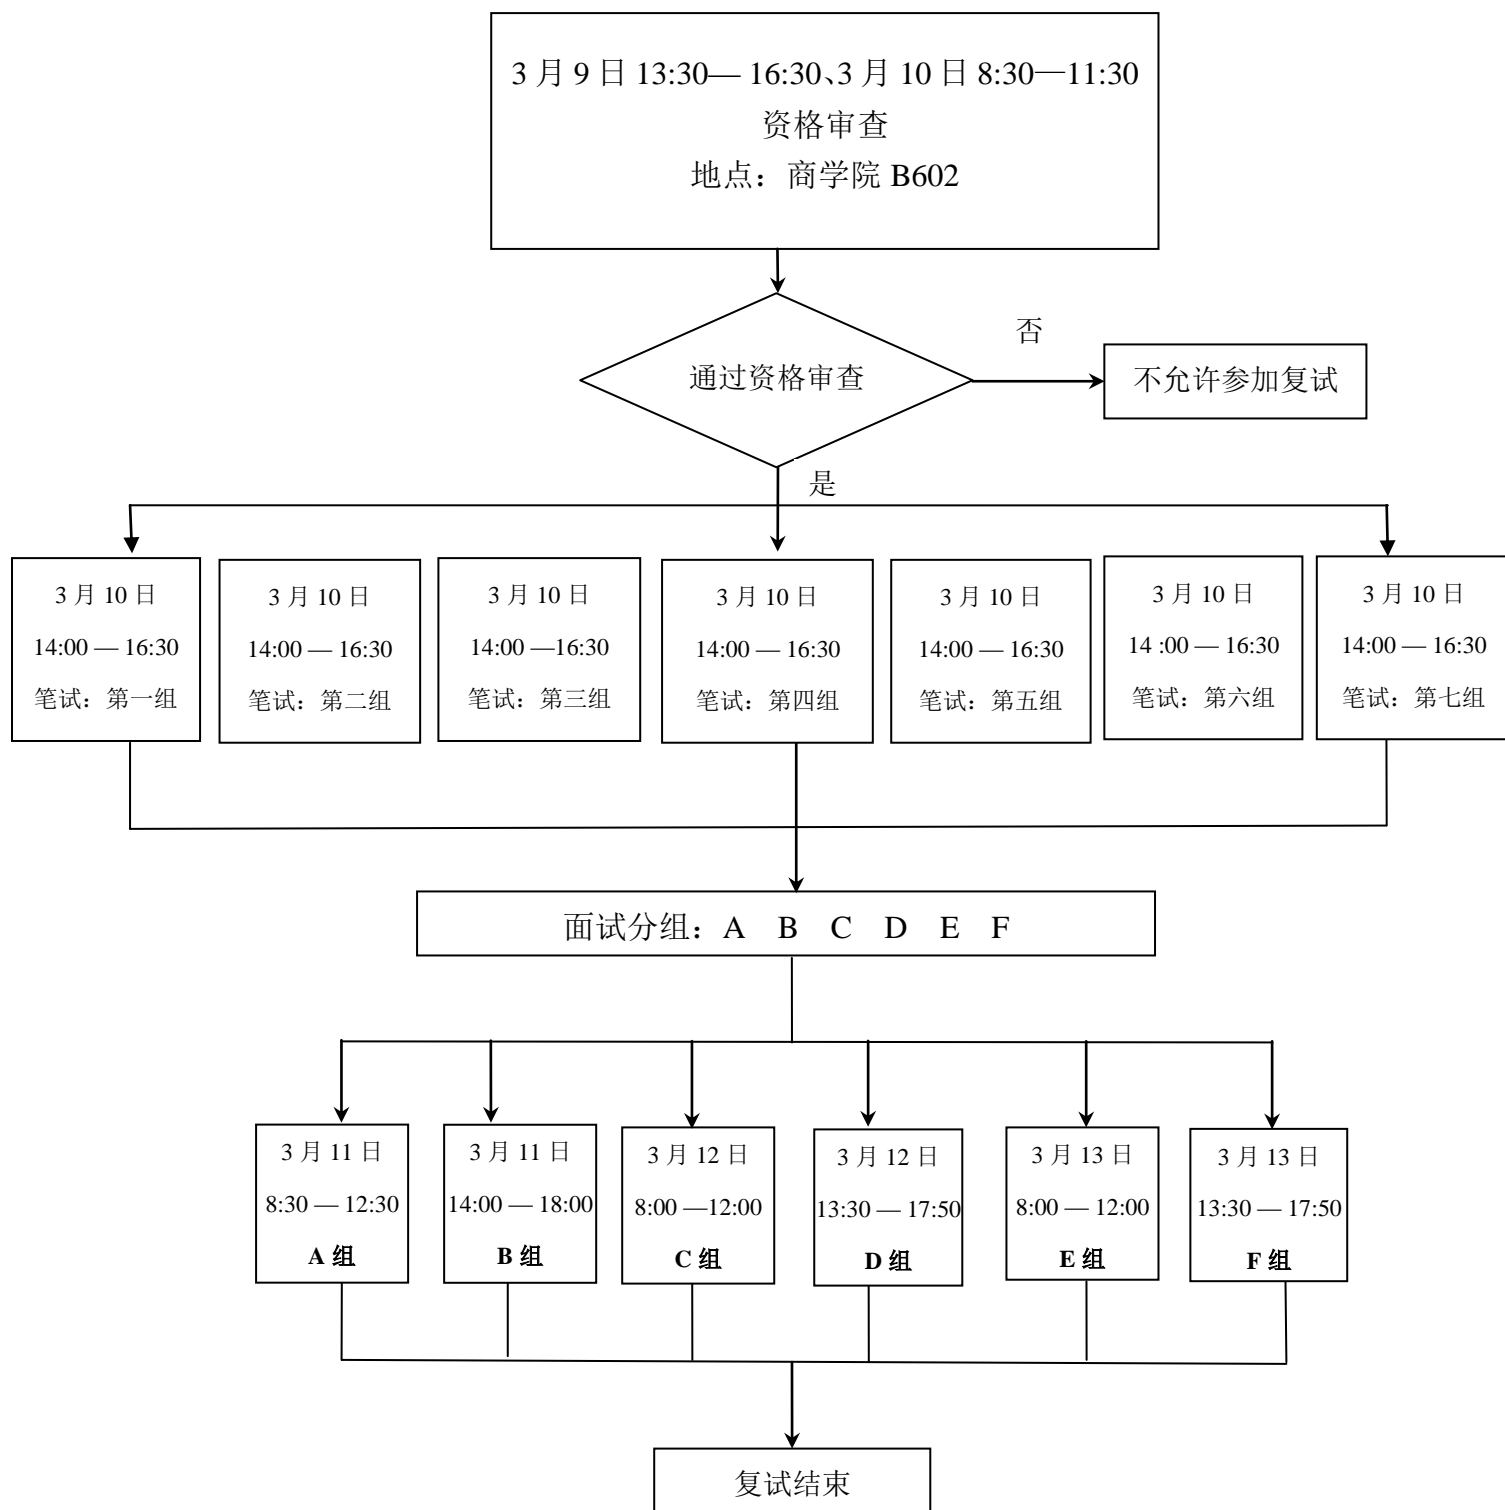 3 月 9 日 13:30— 16:30、3 月 10 日 8:30—11:30
资格审查
地点：商学院 B602
通过资格审查
否
不允许参加复试
是
3 月 10 日
14:00 — 16:30
笔试：第一组
3 月 10 日
14:00 — 16:30
笔试：第二组
3 月 10 日
14:00 —16:30
笔试：第三组
3 月 10 日
14:00 — 16:30
笔试：第四组
3 月 10 日
14:00 — 16:30
笔试：第五组
3 月 10 日
14 :00 — 16:30
笔试：第六组
3 月 10 日
14:00 — 16:30
笔试：第七组
面试分组：A B C D E F
3 月 11 日
8:30 — 12:30
A 组
3 月 11 日
14:00 — 18:00
B 组
3 月 12 日
8:00 —12:00
C 组
3 月 12 日
13:30 — 17:50
D 组
3 月 13 日
8:00 — 12:00
E 组
3 月 13 日
13:30 — 17:50
F 组
复试结束